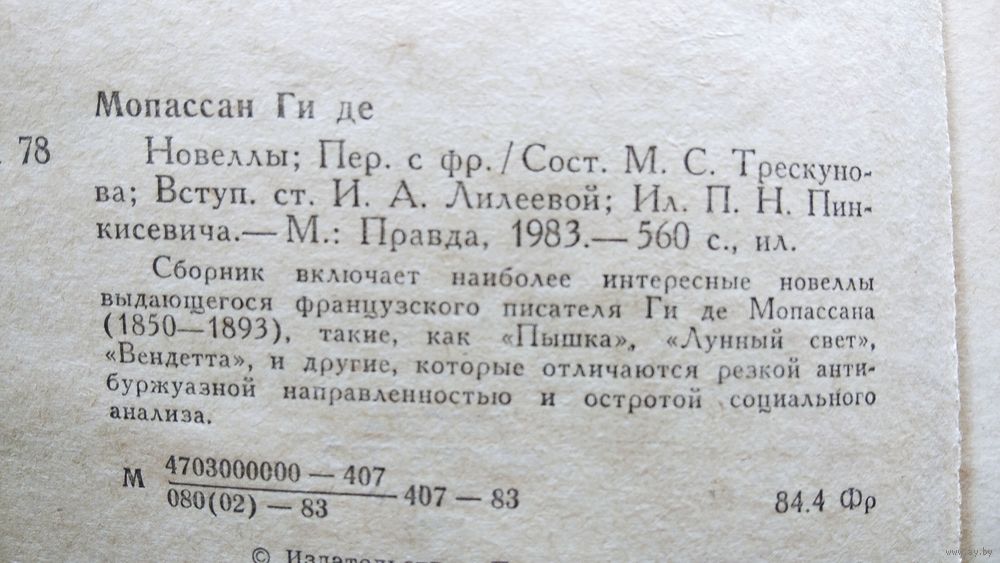 Мопассан Ги де
78 Новеллы; Пер. с фр./Сост. М. С. Трескуно-
ва; Вступ. ст. И. А. Лилеевой; Ил. П. Н. Пин-
кисевича.— М.: Правда, 1983.— 560 с., ил.
Сборник включает наиболее интересные новеллы
выдающегося французского писателя Ги де Мопассана
(1850—1893), такие, как «Пышка», «Лунный свет»,
«Вендетта», и другие, которые отличаются резкой анти-
буржуазной направленностью и остротой социального
анализа.
М 4703000000 — 407
080(02) — 83
407 — 83
84.4 Фр
©
www.ay.by